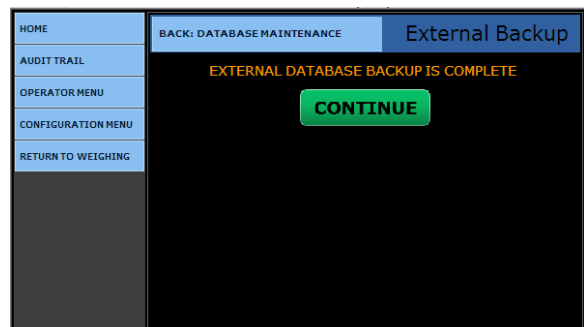 HOME
AUDIT TRAIL
OPERATOR MENU
CONFIGURATION MENU
RETURN TO WEIGHING
BACK: DATABASE MAINTENANCE
External Backup
EXTERNAL DATABASE BACKUP IS COMPLETE
CONTINUE